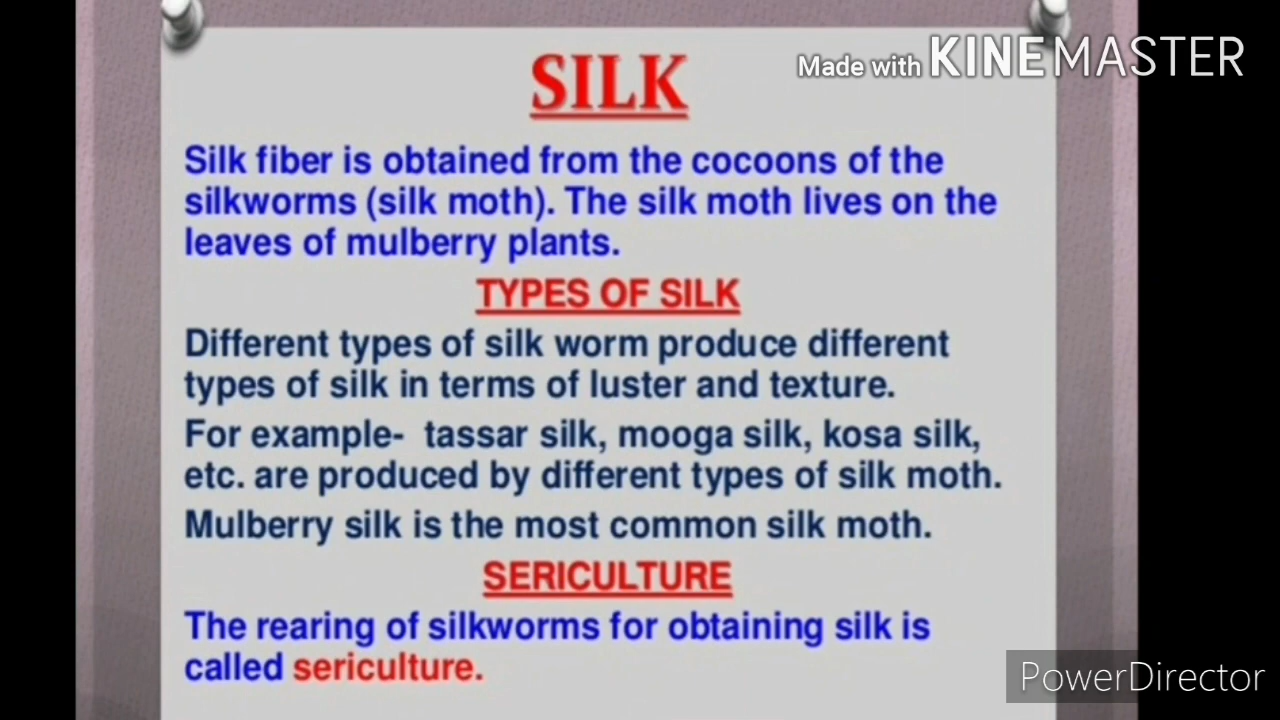 Made with KINEMASTER
SILK
Silk fiber is obtained from the cocoons of the
silkworms (silk moth). The silk moth lives on the
leaves of mulberry plants.
TYPES OF SILK
Different types of silk worm produce different
types of silk in terms of luster and texture.
For example- tassar silk, mooga silk, kosa silk,
etc. are produced by different types of silk moth.
Mulberry silk is the most common silk moth.
SERICULTURE
The rearing of silkworms for obtaining silk is
called sericulture.
PowerDirector